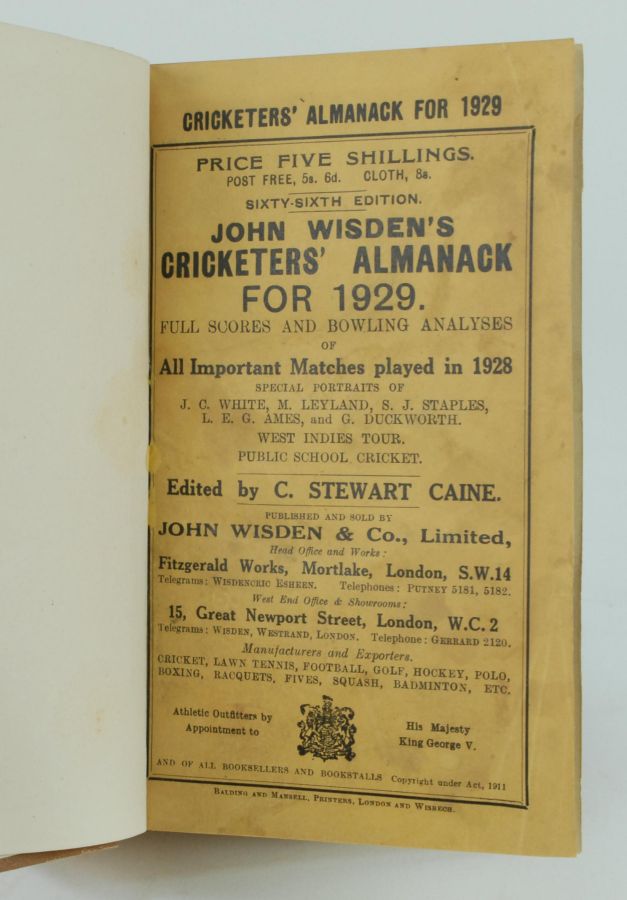 CRICKETERS' ALMANACK FOR 1929
PRICE FIVE SHILLINGS.
POST FREE, 5s. 6d. CLOTH, 8s.
SIXTY-SIXTH EDITION.
JOHN WISDEN'S
CRICKETERS' ALMANACK
FOR 1929.
FULL SCORES AND BOWLING ANALYSES
OF
All Important Matches played in 1928
SPECIAL PORTRAITS OF
J. C. WHITE, M. LEYLAND, S. J. STAPLES,
L. E. G. AMES, and G. DUCKWORTH.
WEST INDIES TOUR.
PUBLIC SCHOOL CRICKET.
Edited by C. STEWART CAINE.
PUBLISHED AND SOLD BY
JOHN WISDEN & Co., Limited,
Head Office and Works:
Fitzgerald Works, Mortlake, London, S.W.14
Telegrams: WISDENCRIC ESHEEN. Telephones: PUTNEY 5181, 5182.
West End Office & Showrooms:
15, Great Newport Street, London, W.C.2
Telegrams: WISDEN, WESTRAND, LONDON. Telephone: GERRARD 2120.
Manufacturers and Exporters.
CRICKET, LAWN TENNIS, FOOTBALL, GOLF, HOCKEY, POLO,
BOXING, RACQUETS, FIVES, SQUASH, BADMINTON, ETC.
Athletic Outfitters by His Majesty
Appointment to King George V.
AND OF ALL BOOKSELLERS AND BOOKSTALLS Copyright under Act, 1911
BALDING AND MANSELL, PRINTERS, LONDON AND WISBECH.